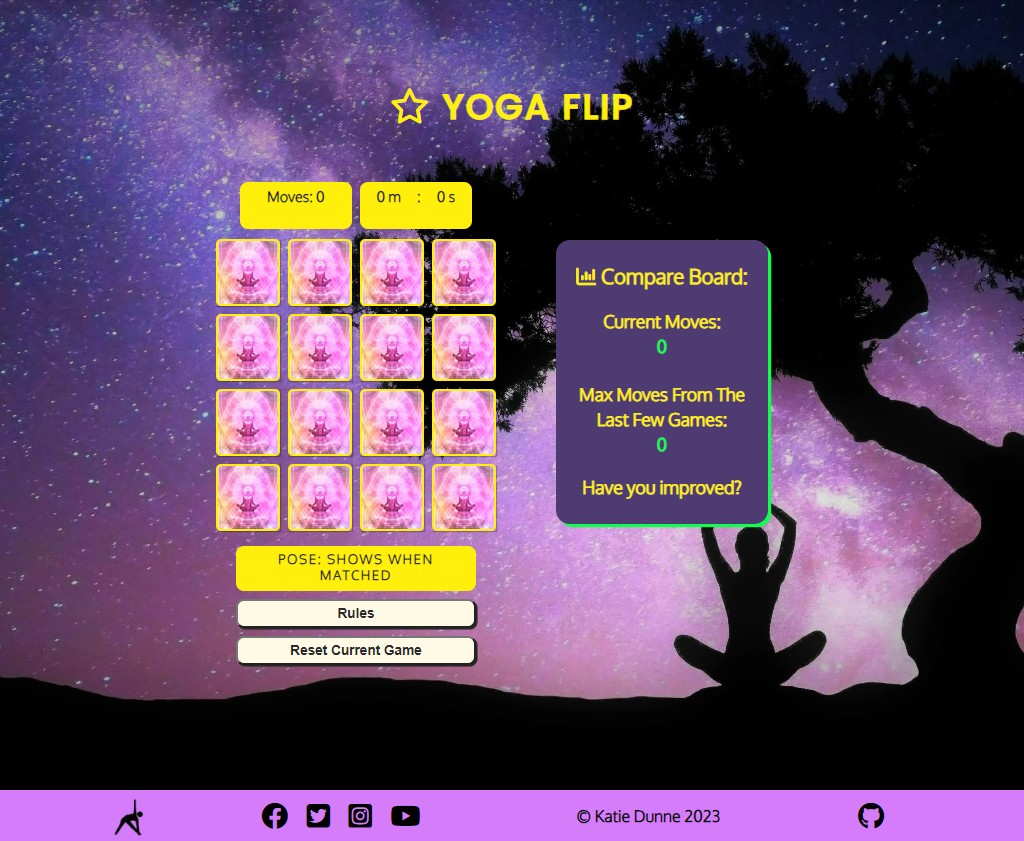 YOGA FLIP
Moves: 0
0 m : 0 s
Compare Board:
Current Moves:
0
Max Moves From The
Last Few Games:
0
Have you improved?
POSE: SHOWS WHEN
MATCHED
Rules
Reset Current Game
© Katie Dunne 2023